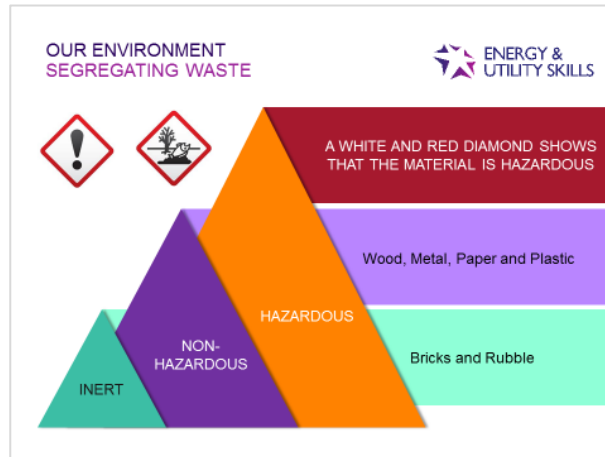 OUR ENVIRONMENT
SEGREGATING WASTE
ENERGY &
UTILITY SKILLS
A WHITE AND RED DIAMOND SHOWS
THAT THE MATERIAL IS HAZARDOUS
Wood, Metal, Paper and Plastic
HAZARDOUS
NON-
HAZARDOUS
Bricks and Rubble
INERT